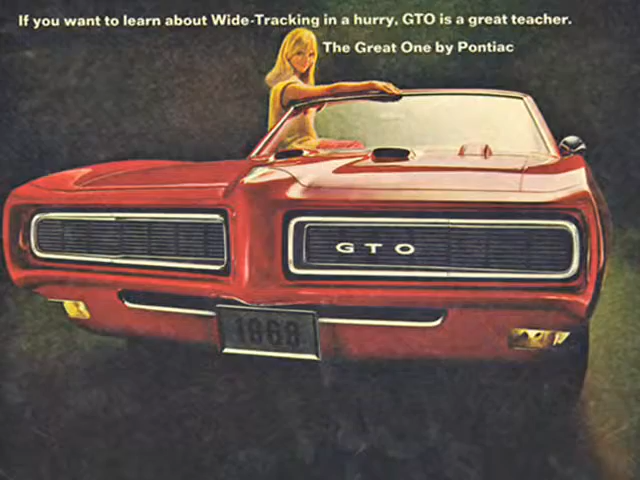 If you want to learn about Wide-Tracking in a hurry, GTO is a great teacher.
The Great One by Pontiac
GTO
1968